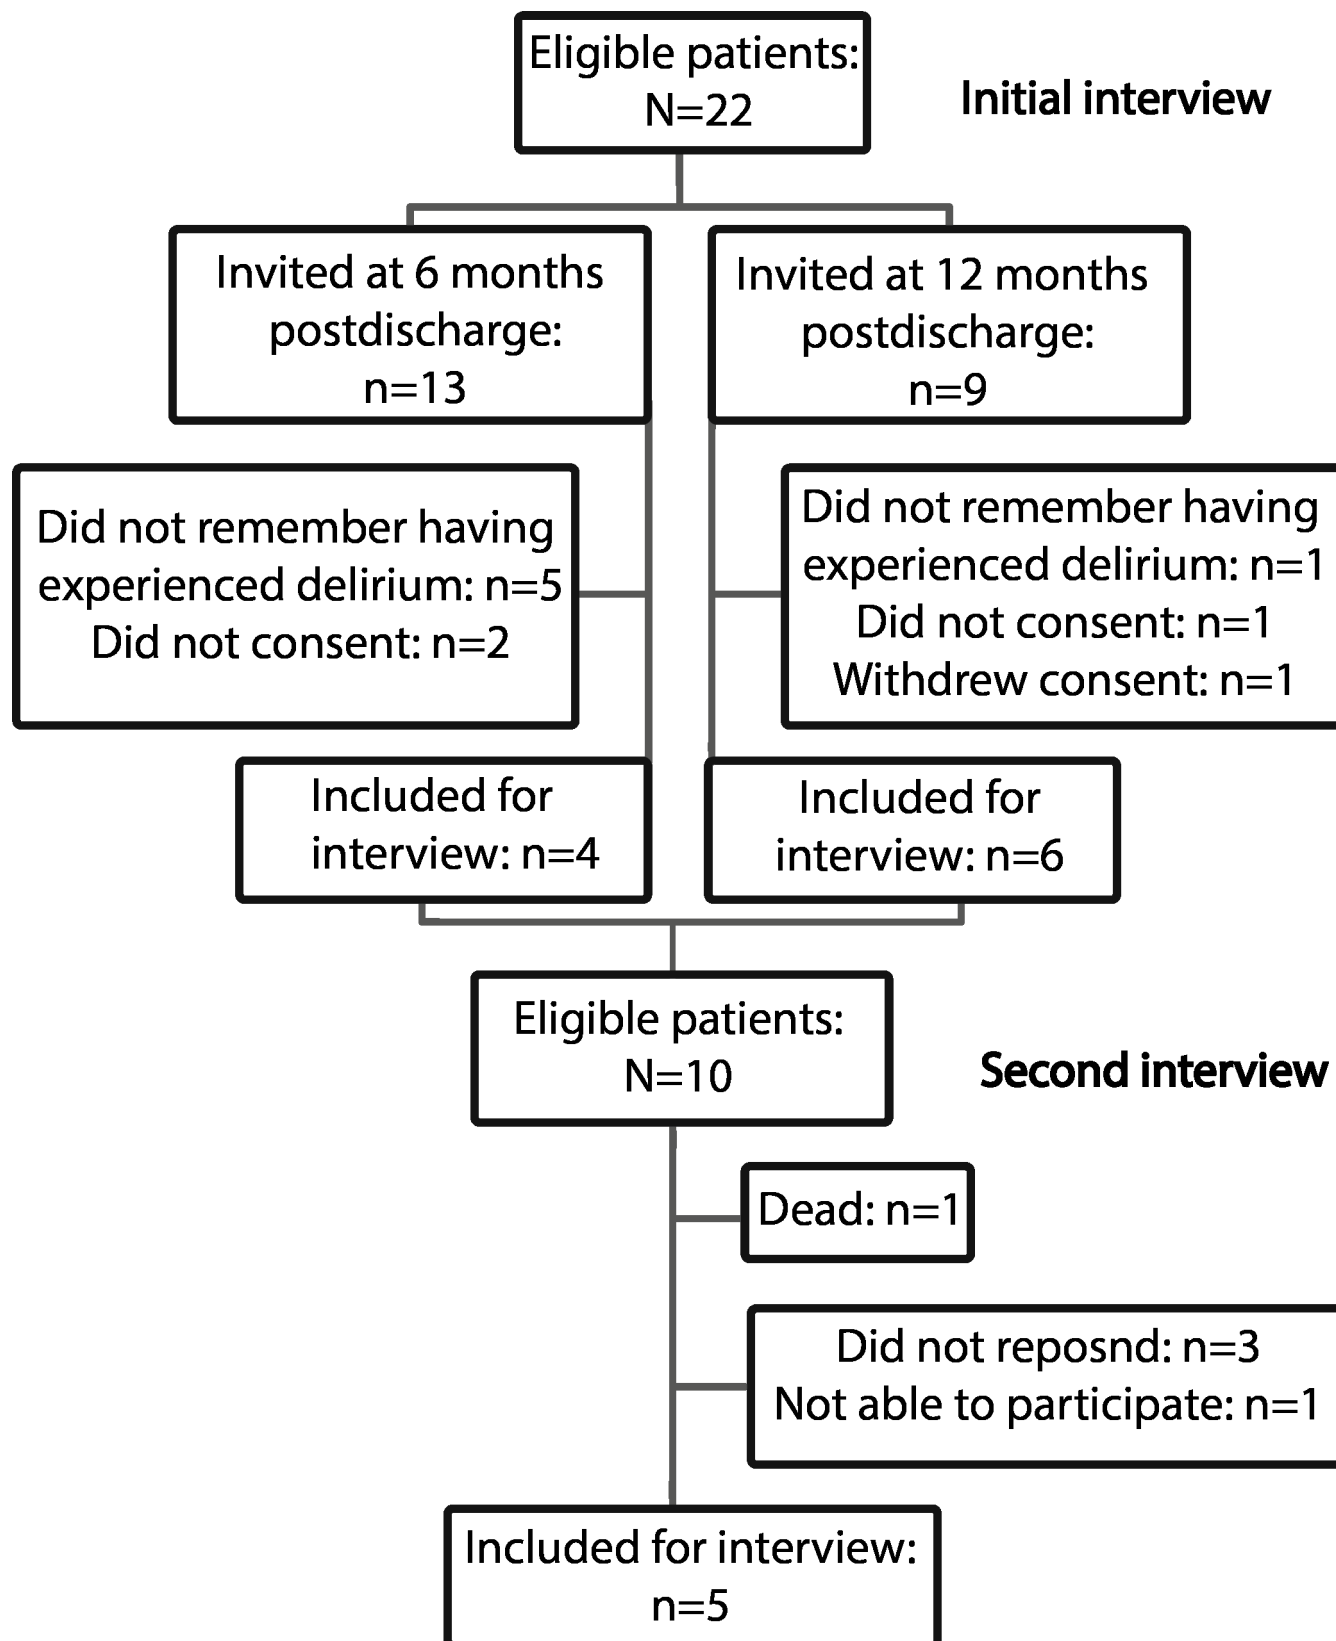 Eligible patients:
N=22
Initial interview
Invited at 6 months
postdischarge:
n=13
Invited at 12 months
postdischarge:
n=9
Did not remember having
experienced delirium: n=5
Did not consent: n=2
Did not remember having
experienced delirium: n=1
Did not consent: n=1
Withdrew consent: n=1
Included for
interview: n=4
Included for
interview: n=6
Eligible patients:
N=10
Second interview
Dead: n=1
Did not reposnd: n=3
Not able to participate: n=1
Included for interview:
n=5